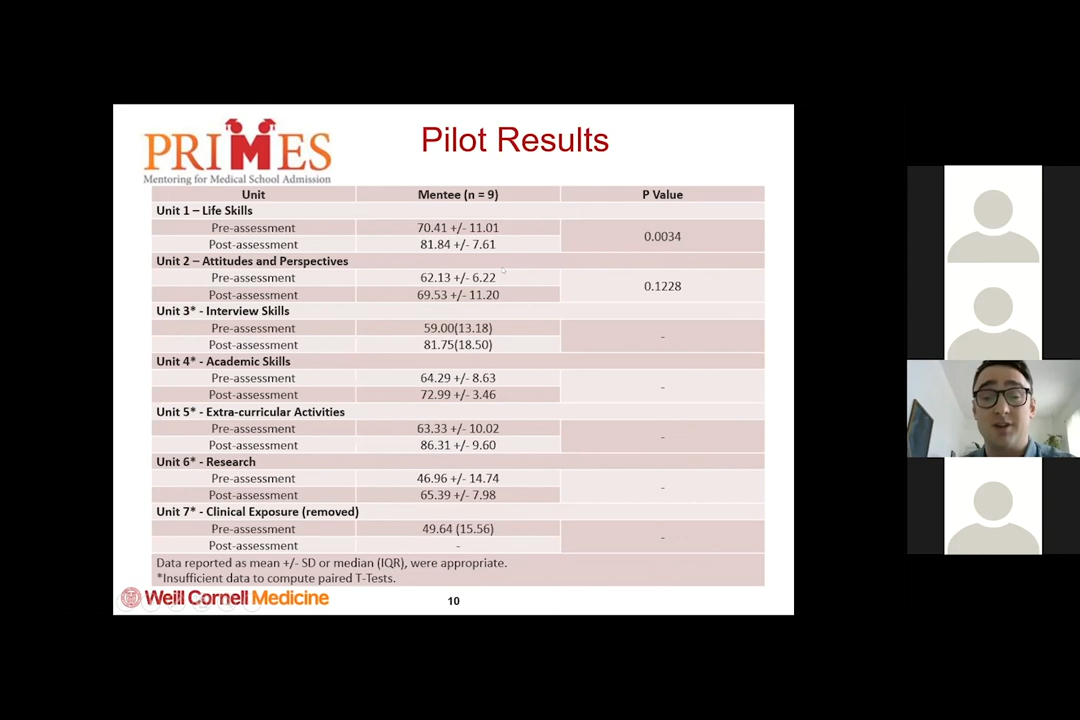 PRIMES
Mentoring for Medical School Admission
Pilot Results
Unit Mentee (n = 9) P Value
Unit 1 – Life Skills
Pre-assessment 70.41 +/- 11.01
0.0034
Post-assessment 81.84 +/- 7.61
Unit 2 – Attitudes and Perspectives
Pre-assessment 62.13 +/- 6.22
0.1228
Post-assessment 69.53 +/- 11.20
Unit 3* - Interview Skills
Pre-assessment 59.00(13.18)
-
Post-assessment 81.75(18.50)
Unit 4* - Academic Skills
Pre-assessment 64.29 +/- 8.63
-
Post-assessment 72.99 +/- 3.46
Unit 5* - Extra-curricular Activities
Pre-assessment 63.33 +/- 10.02
-
Post-assessment 86.31 +/- 9.60
Unit 6* - Research
Pre-assessment 46.96 +/- 14.74
-
Post-assessment 65.39 +/- 7.98
Unit 7* - Clinical Exposure (removed)
Pre-assessment 49.64 (15.56)
-
Post-assessment -
Data reported as mean +/- SD or median (IQR), were appropriate.
*Insufficient data to compute paired T-Tests.
Weill Cornell Medicine 10